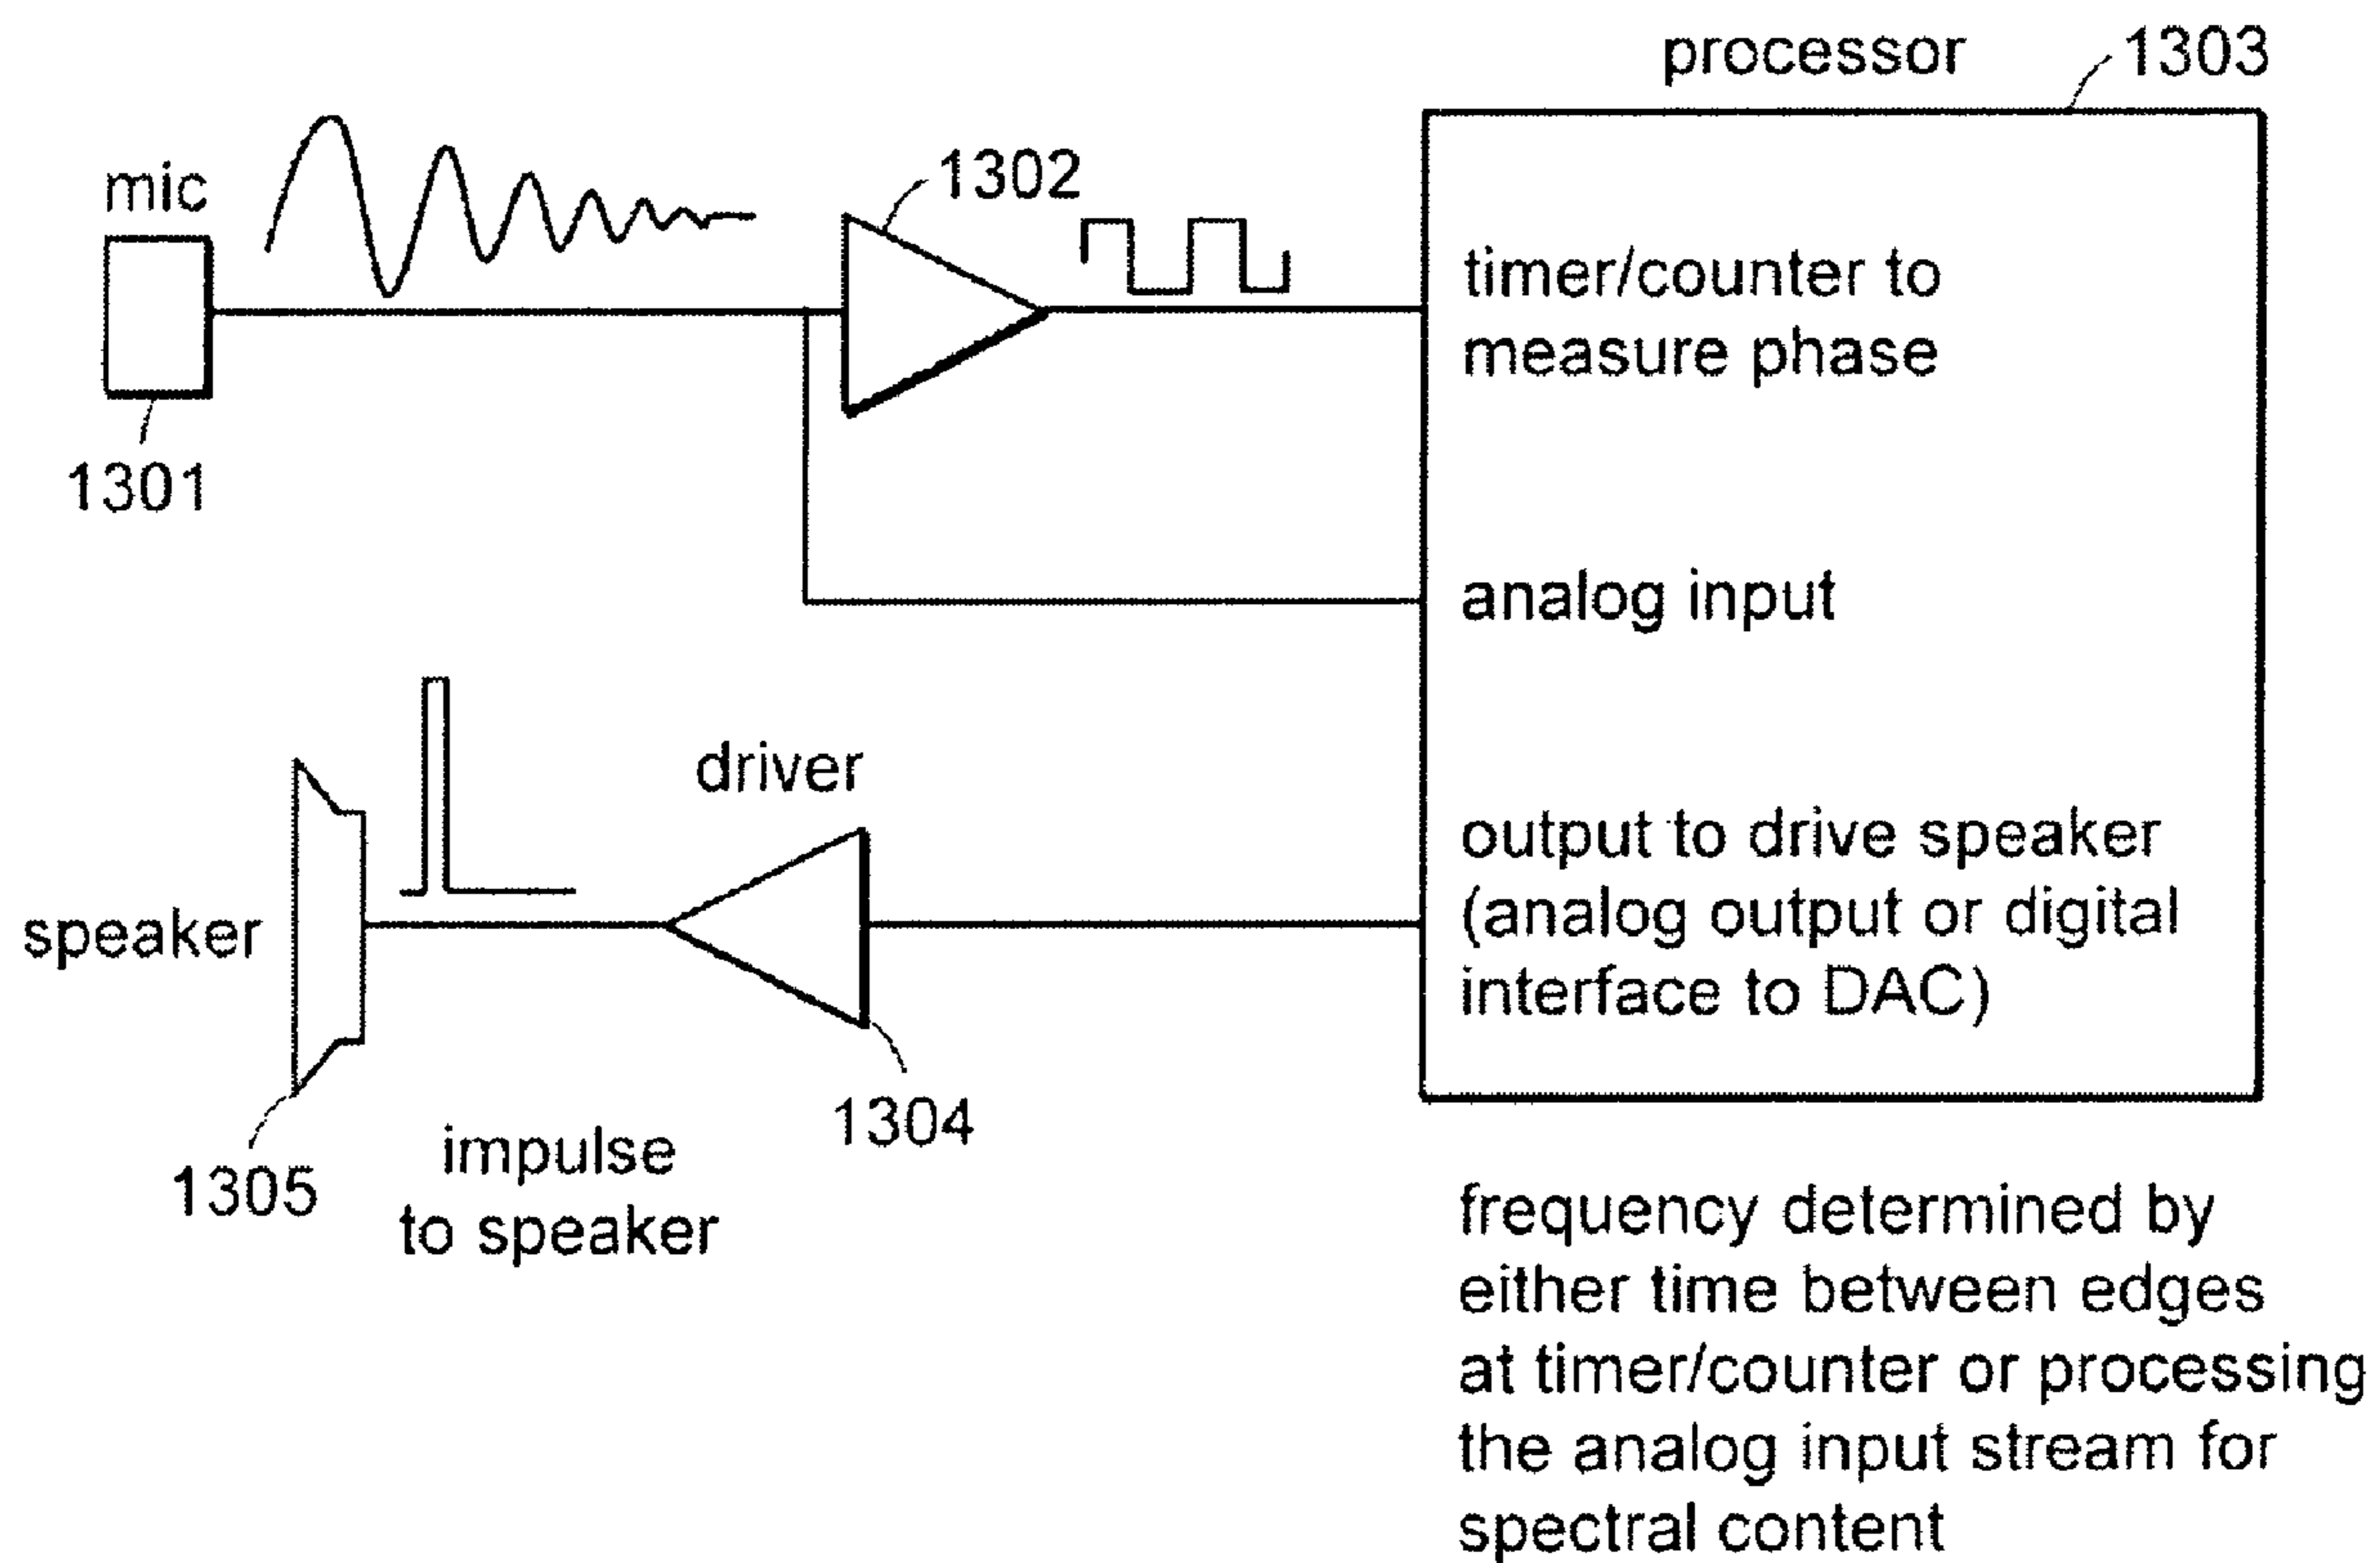 processor
1303
mic
1302
timer/counter to
measure phase
1301
analog input
driver
output to drive speaker
(analog output or digital
interface to DAC)
speaker
1304
impulse
to speaker
1305
frequency determined by
either time between edges
at timer/counter or processing
the analog input stream for
spectral content